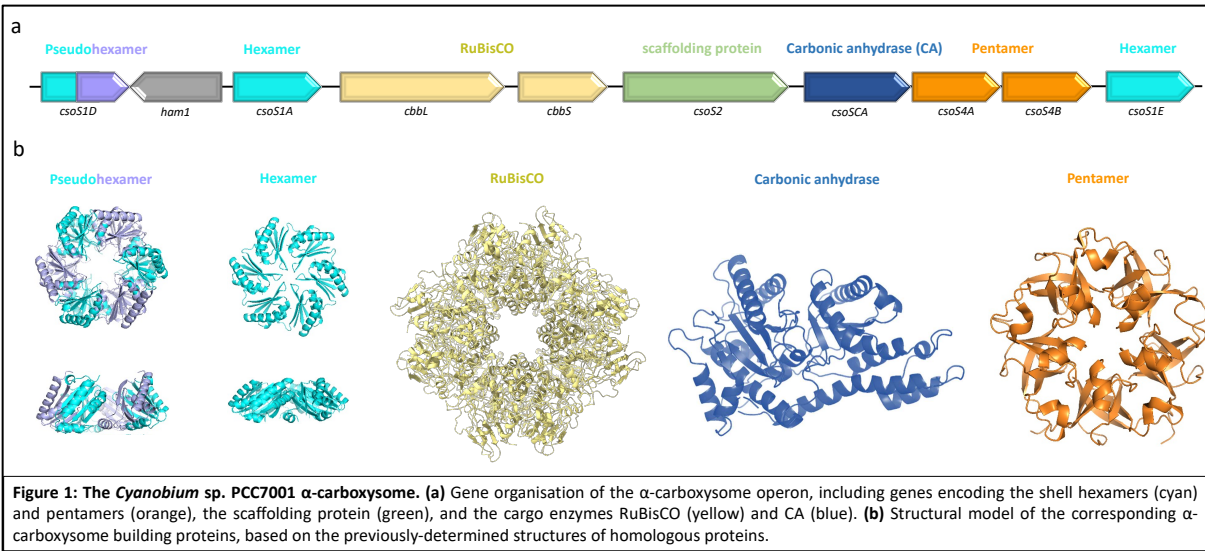 a
Pseudohexamer Hexamer RuBisCO scaffolding protein Carbonic anhydrase (CA) Pentamer Hexamer
csoS1D ham1 csoS1A cbbL cbbS csoS2 csoSCA csoS4A csoS4B csoS1E
b
Pseudohexamer Hexamer RuBisCO Carbonic anhydrase Pentamer
Figure 1: The Cyanobium sp. PCC7001 α-carboxysome. (a) Gene organisation of the α-carboxysome operon, including genes encoding the shell hexamers (cyan)
and pentamers (orange), the scaffolding protein (green), and the cargo enzymes RuBisCO (yellow) and CA (blue). (b) Structural model of the corresponding α-
carboxysome building proteins, based on the previously-determined structures of homologous proteins.